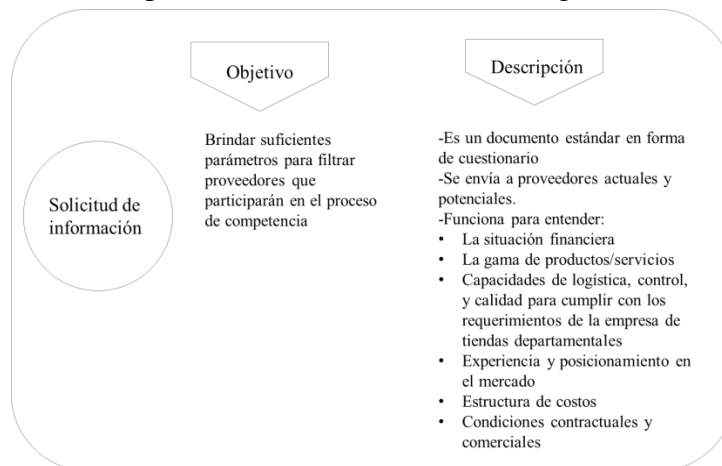 Objetivo
Descripción
Solicitud de
información
Brindar suficientes
parámetros para filtrar
proveedores que
participarán en el proceso
de competencia
-Es un documento estándar en forma
de cuestionario
-Se envía a proveedores actuales y
potenciales.
-Funciona para entender:
• La situación financiera
• La gama de productos/servicios
• Capacidades de logística, control,
y calidad para cumplir con los
requerimientos de la empresa de
tiendas departamentales
• Experiencia y posicionamiento en
el mercado
• Estructura de costos
• Condiciones contractuales y
comerciales